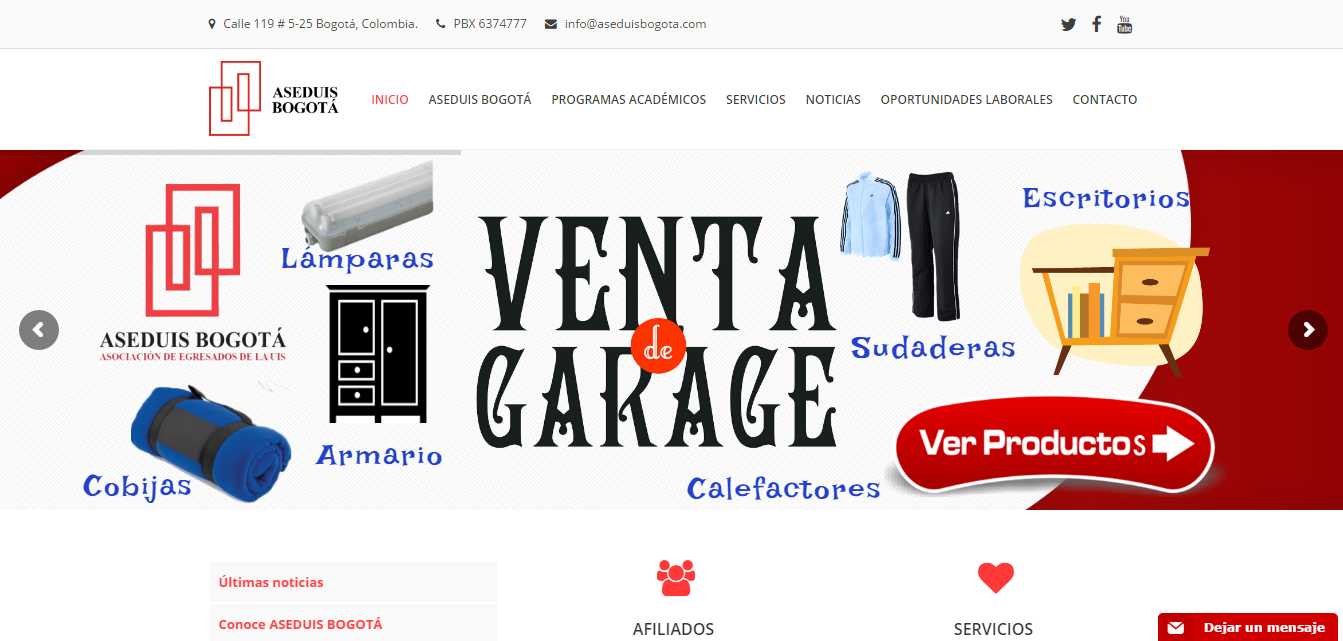 Calle 119 # 5-25 Bogotá, Colombia. PBX 6374777 info@aseduisbogota.com
You Tube
ASEDUIS BOGOTÁ
INICIO ASEDUIS BOGOTÁ PROGRAMAS ACADÉMICOS SERVICIOS NOTICIAS OPORTUNIDADES LABORALES CONTACTO
ASEDUIS BOGOTÁ
ASOCIACIÓN DE EGRESADOS DE LA UIS
Lámparas
Cobijas
Armario
VENTA
de
GARAGE
Sudaderas
Escritorios
Calefactores
Ver Productos
Últimas noticias
Conoce ASEDUIS BOGOTÁ
AFILIADOS
SERVICIOS
Dejar un mensaje